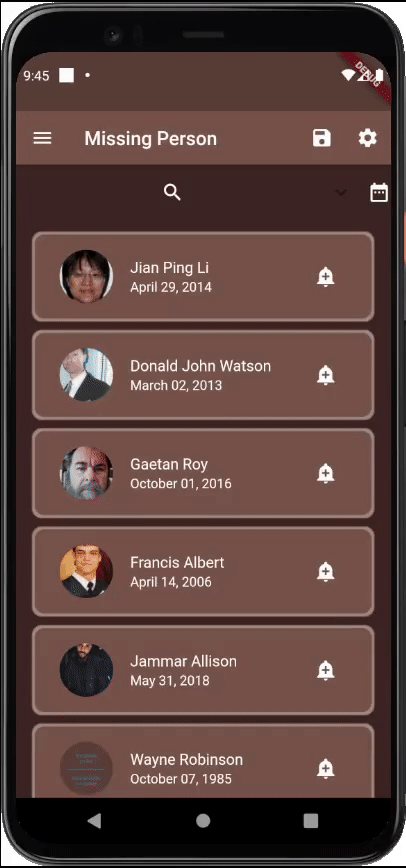 9:45
DEBUG
Missing Person
Jian Ping Li
April 29, 2014
Donald John Watson
March 02, 2013
Gaetan Roy
October 01, 2016
Francis Albert
April 14, 2006
Jammar Allison
May 31, 2018
Wayne Robinson
October 07, 1985